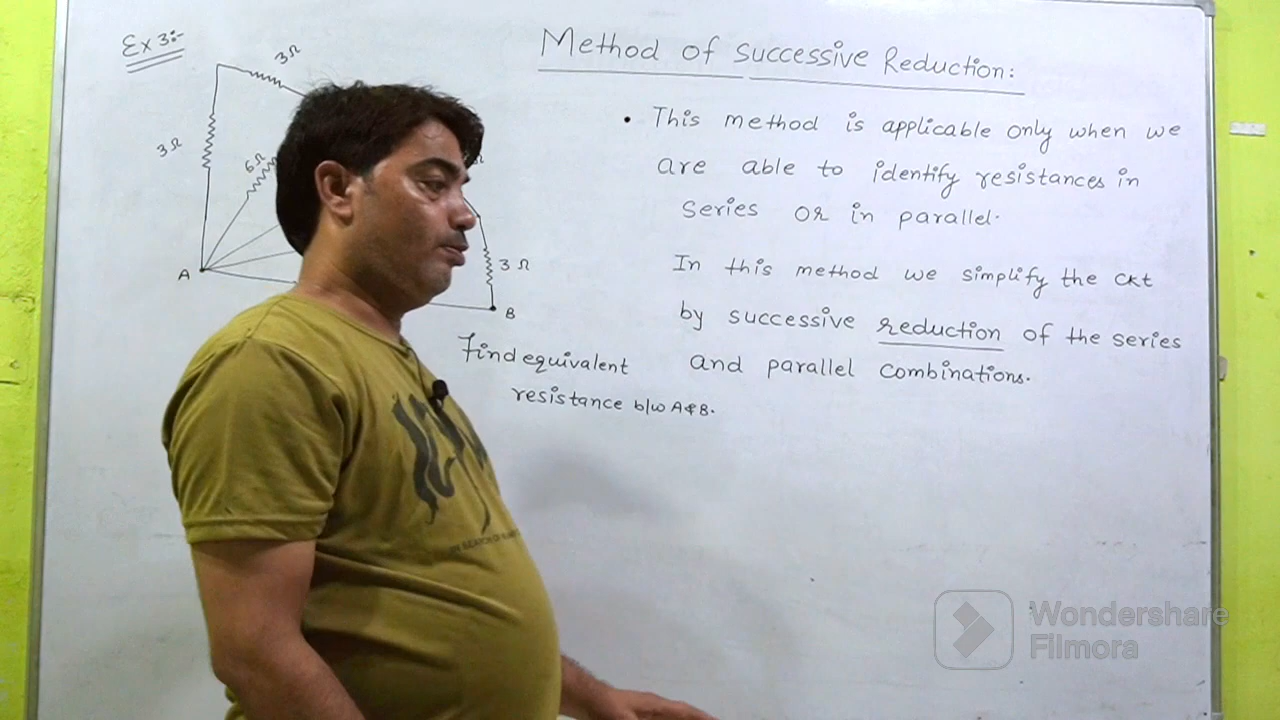 Ex 3:-
Method of Successive Reduction:
3Ω
• This method is applicable only when we
are able to identify resistances in
series or in parallel.
3Ω
6Ω
Ω
3Ω
A
B
In this method we simplify the ckt
by successive reduction of the series
and parallel combinations.
Find equivalent
resistance b/w A & B.
Wondershare
Filmora